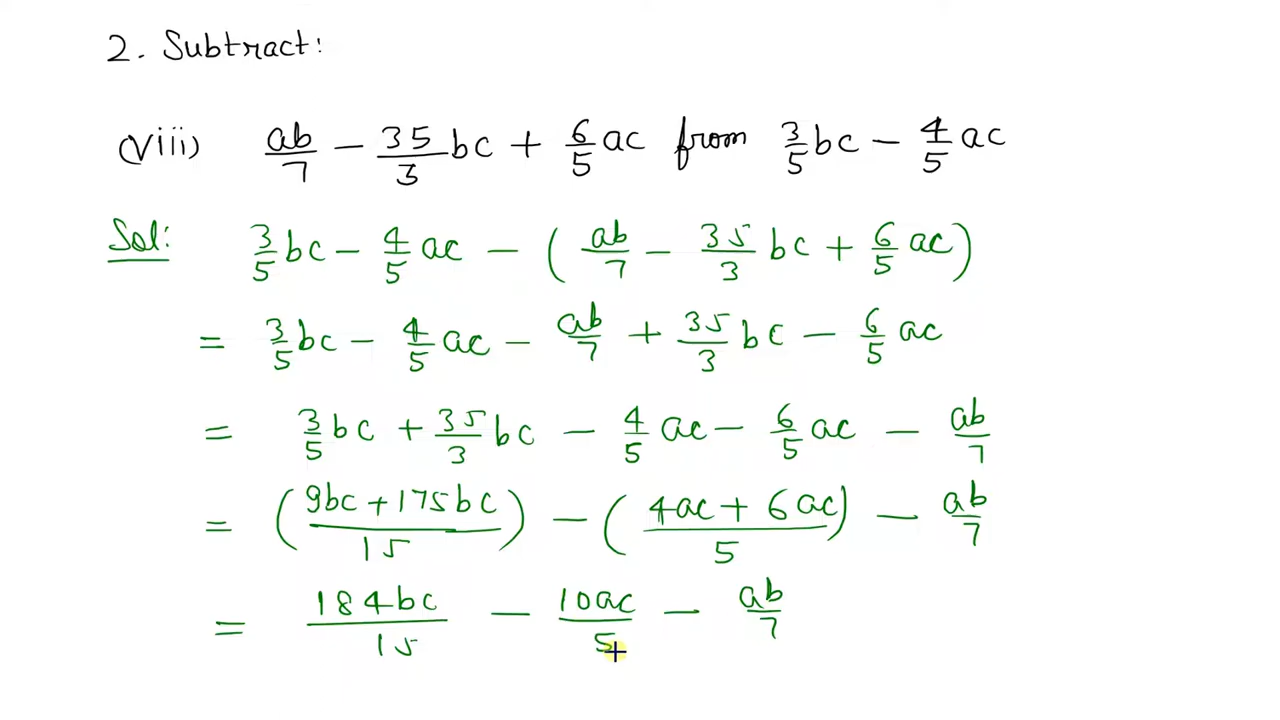 2. Subtract:
(viii) ab/7 - 35/3 bc + 6/5 ac from 3/5 bc - 4/5 ac
Sol: 3/5 bc - 4/5 ac - (ab/7 - 35/3 bc + 6/5 ac)
= 3/5 bc - 4/5 ac - ab/7 + 35/3 bc - 6/5 ac
= 3/5 bc + 35/3 bc - 4/5 ac - 6/5 ac - ab/7
= (9bc + 175bc / 15) - (4ac + 6ac / 5) - ab/7
= 184bc/15 - 10ac/5 - ab/7